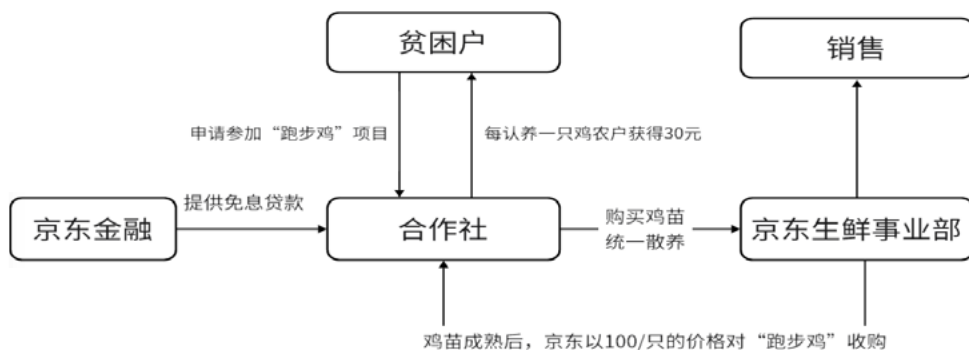 贫困户
销售
申请参加“跑步鸡”项目
每认养一只鸡农户获得30元
京东金融
提供免息贷款
合作社
购买鸡苗
统一散养
京东生鲜事业部
鸡苗成熟后，京东以100/只的价格对“跑步鸡”收购